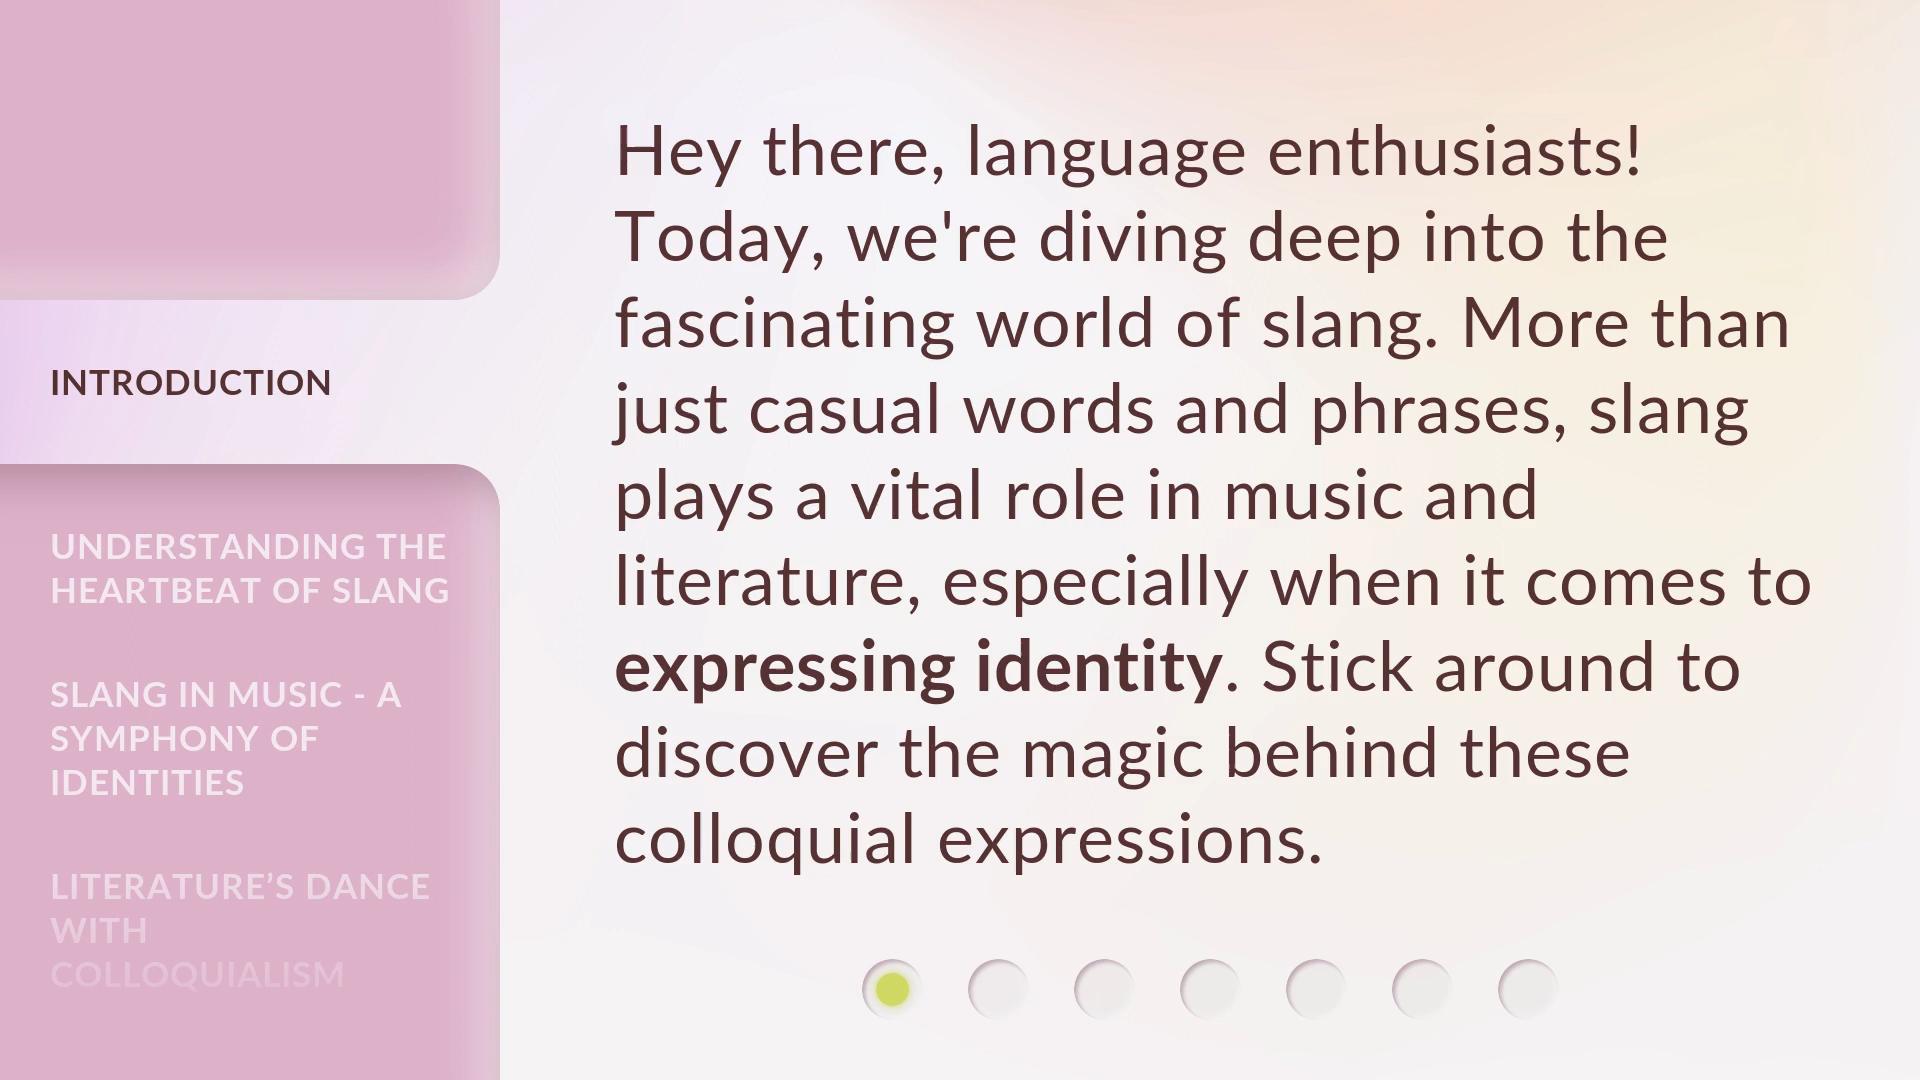 INTRODUCTION
UNDERSTANDING THE
HEARTBEAT OF SLANG
SLANG IN MUSIC - A
SYMPHONY OF
IDENTITIES
LITERATURE’S DANCE
WITH
COLLOQUIALISM
Hey there, language enthusiasts!
Today, we're diving deep into the
fascinating world of slang. More than
just casual words and phrases, slang
plays a vital role in music and
literature, especially when it comes to
expressing identity. Stick around to
discover the magic behind these
colloquial expressions.